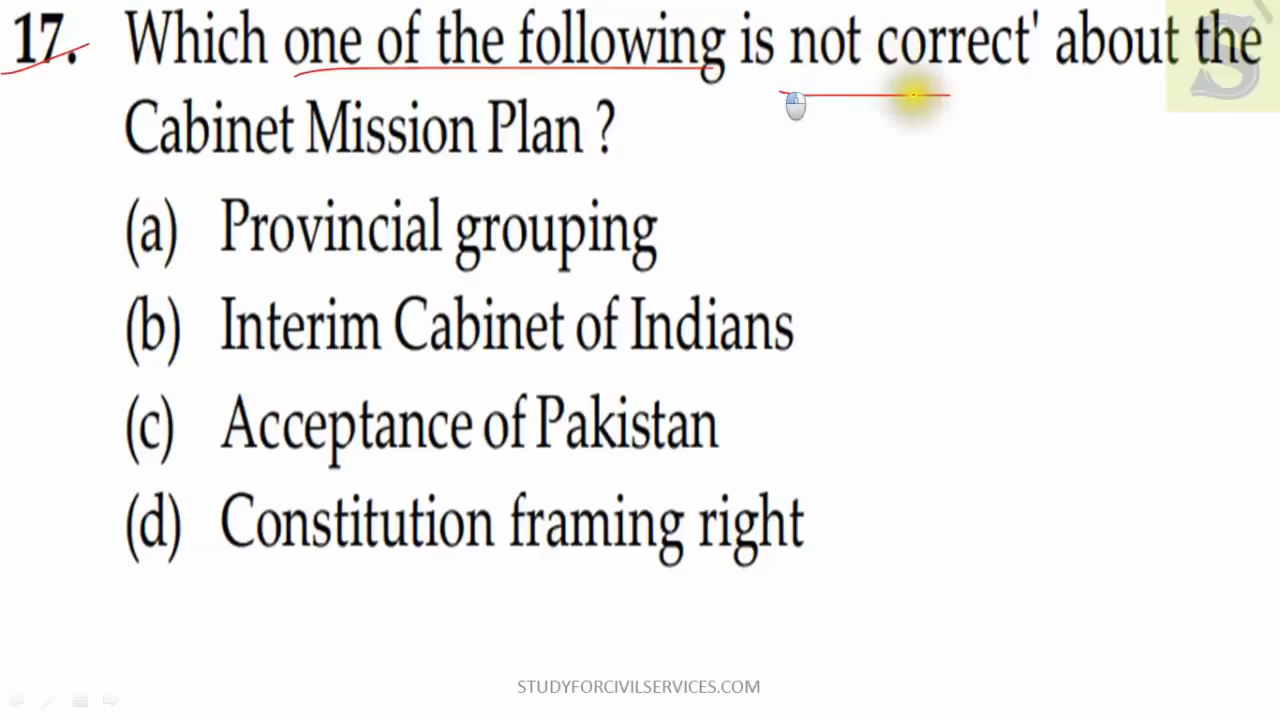 17. Which one of the following is not correct' about the
Cabinet Mission Plan ?
(a) Provincial grouping
(b) Interim Cabinet of Indians
(c) Acceptance of Pakistan
(d) Constitution framing right
STUDYFORCIVILSERVICES.COM
S